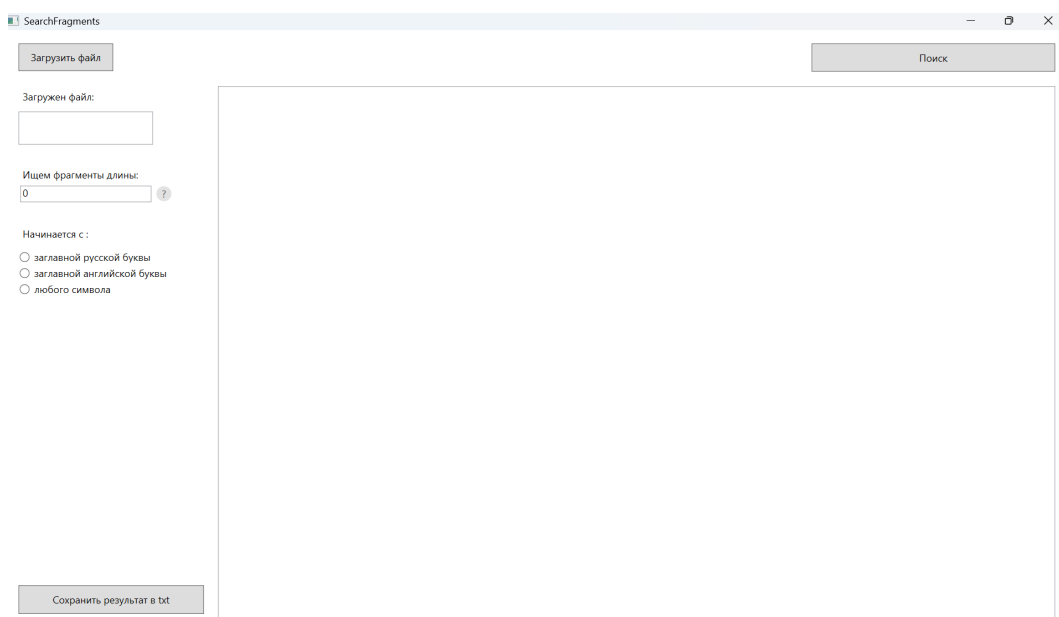 SearchFragments
Загрузить файл
Поиск
Загружен файл:
Ищем фрагменты длины:
0
?
Начинается с :
заглавной русской буквы
заглавной английской буквы
любого символа
Сохранить результат в txt